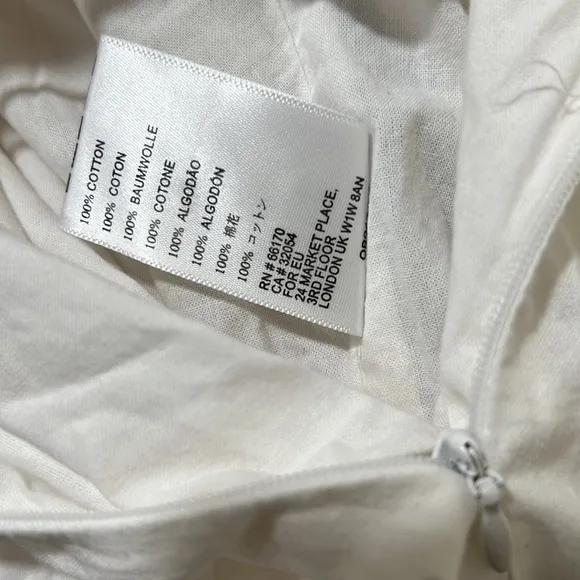 100% COTTON
100% COTON
100% BAUMWOLLE
100% COTONE
100% ALGODÃO
100% ALGODÓN
100% 棉花
100% コットン
RN # 66170
CA # 32054
FOR EU
24 MARKET PLACE,
3RD FLOOR
LONDON UK W1W 8AN